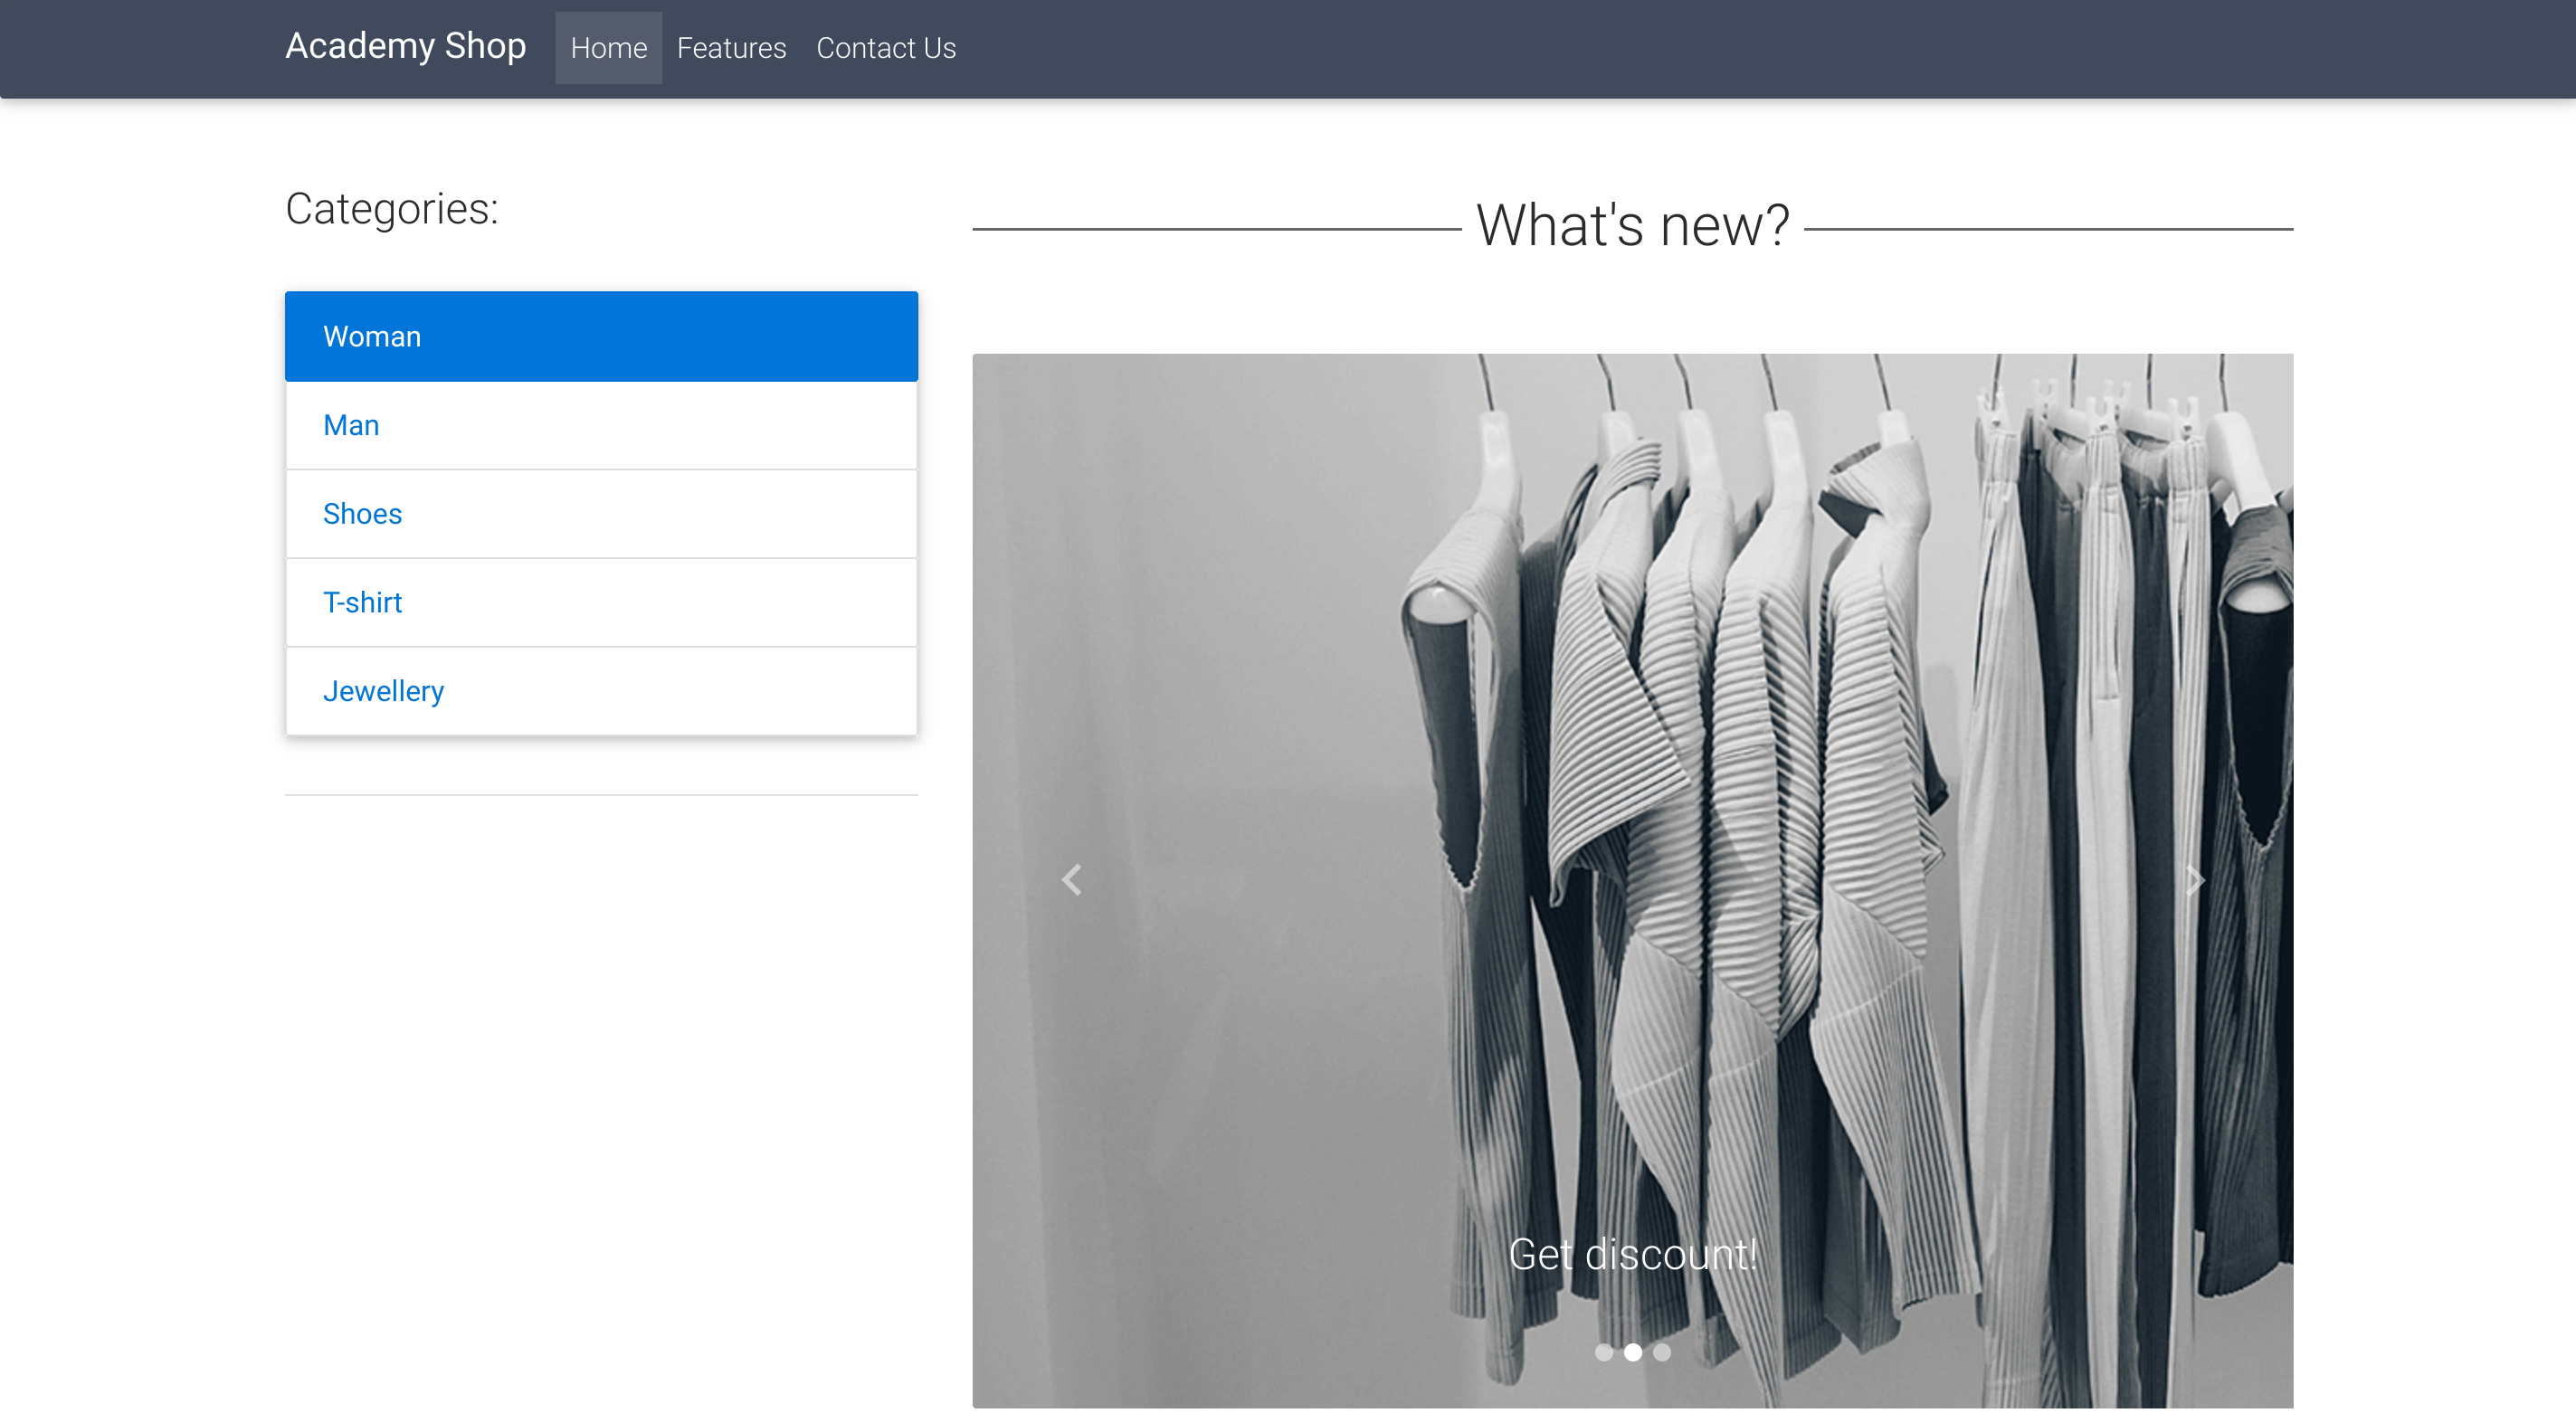 Academy Shop Home Features Contact Us
Categories:
Woman
Man
Shoes
T-shirt
Jewellery
What's new?
Get discount!